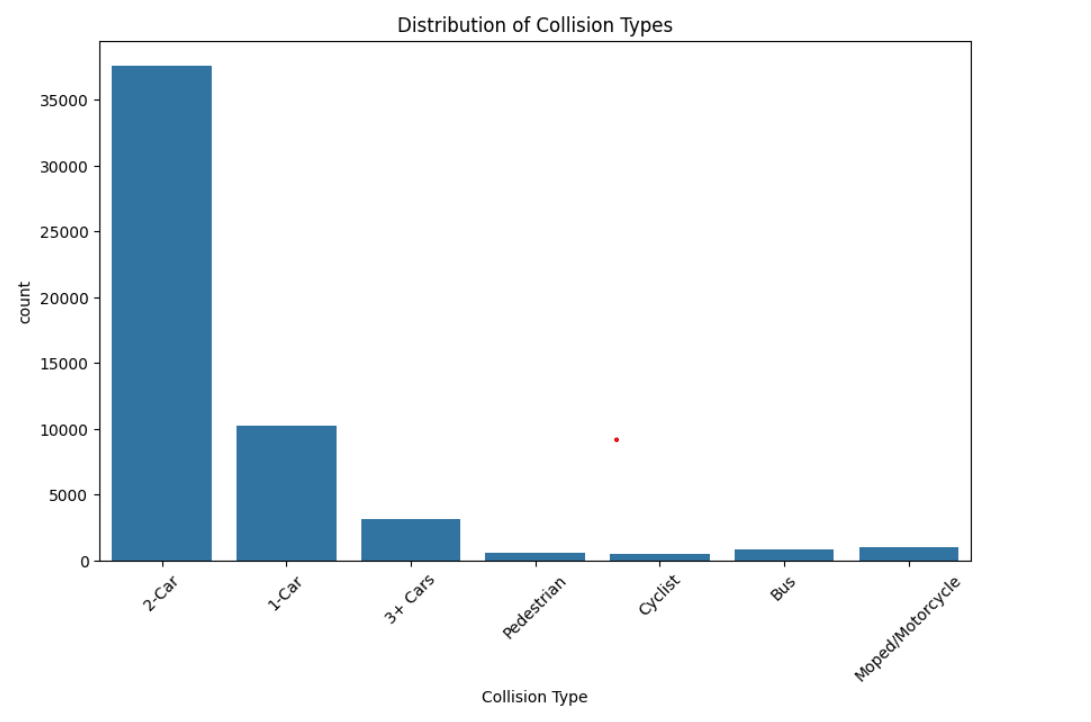 Distribution of Collision Types
count
35000
30000
25000
20000
15000
10000
5000
0
2-Car
1-Car
3+ Cars
Pedestrian
Cyclist
Bus
Moped/Motorcycle
Collision Type